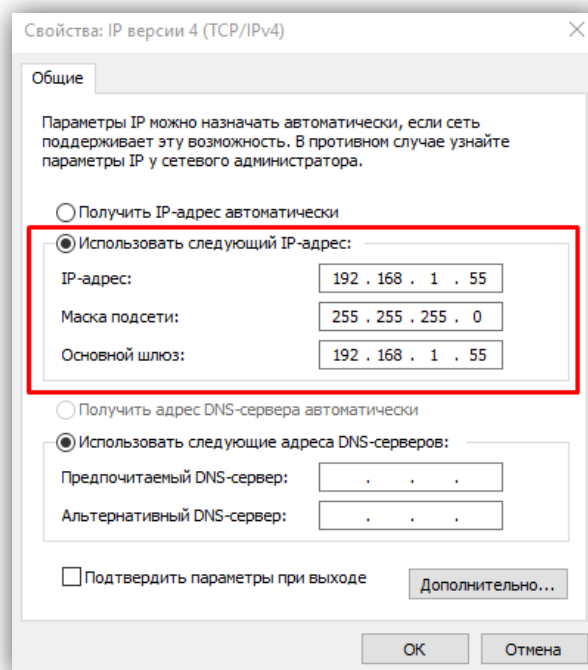 Свойства: IP версии 4 (TCP/IPv4)
Общие
Параметры IP можно назначать автоматически, если сеть
поддерживает эту возможность. В противном случае узнайте
параметры IP у сетевого администратора.
Получить IP-адрес автоматически
Использовать следующий IP-адрес:
IP-адрес: 192 . 168 . 1 . 55
Маска подсети: 255 . 255 . 255 . 0
Основной шлюз: 192 . 168 . 1 . 55
Получить адрес DNS-сервера автоматически
Использовать следующие адреса DNS-серверов:
Предпочитаемый DNS-сервер: . . .
Альтернативный DNS-сервер: . . .
Подтвердить параметры при выходе Дополнительно...
ОК Отмена